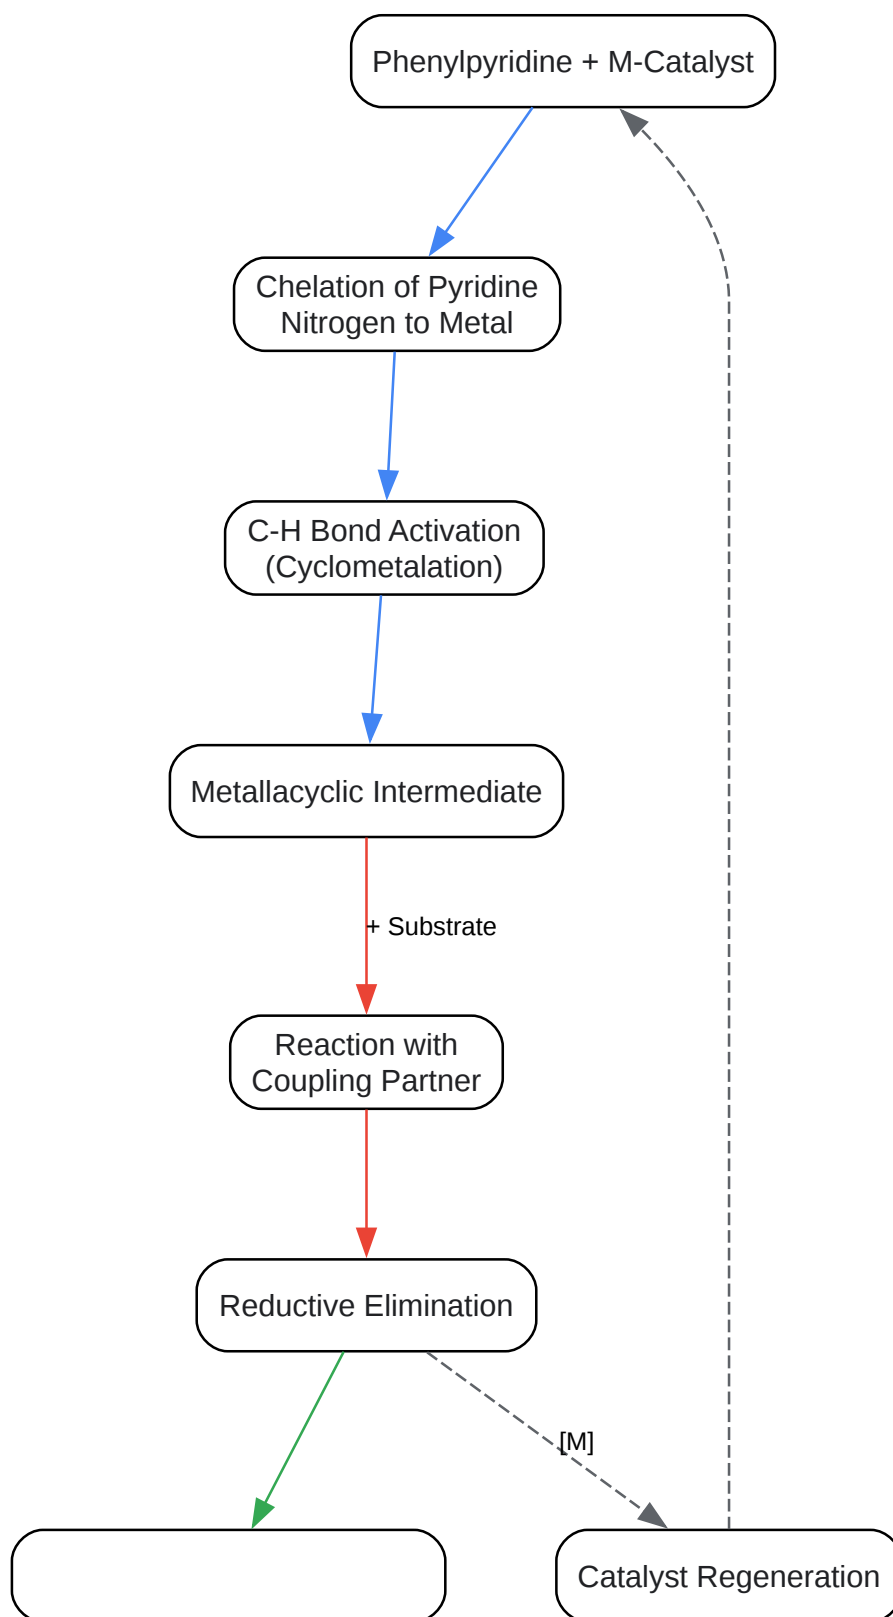 Phenylpyridine + M-Catalyst
Chelation of Pyridine
Nitrogen to Metal
C-H Bond Activation
(Cyclometalation)
Metallacyclic Intermediate
+ Substrate
Reaction with
Coupling Partner
Reductive Elimination
[M]
Catalyst Regeneration